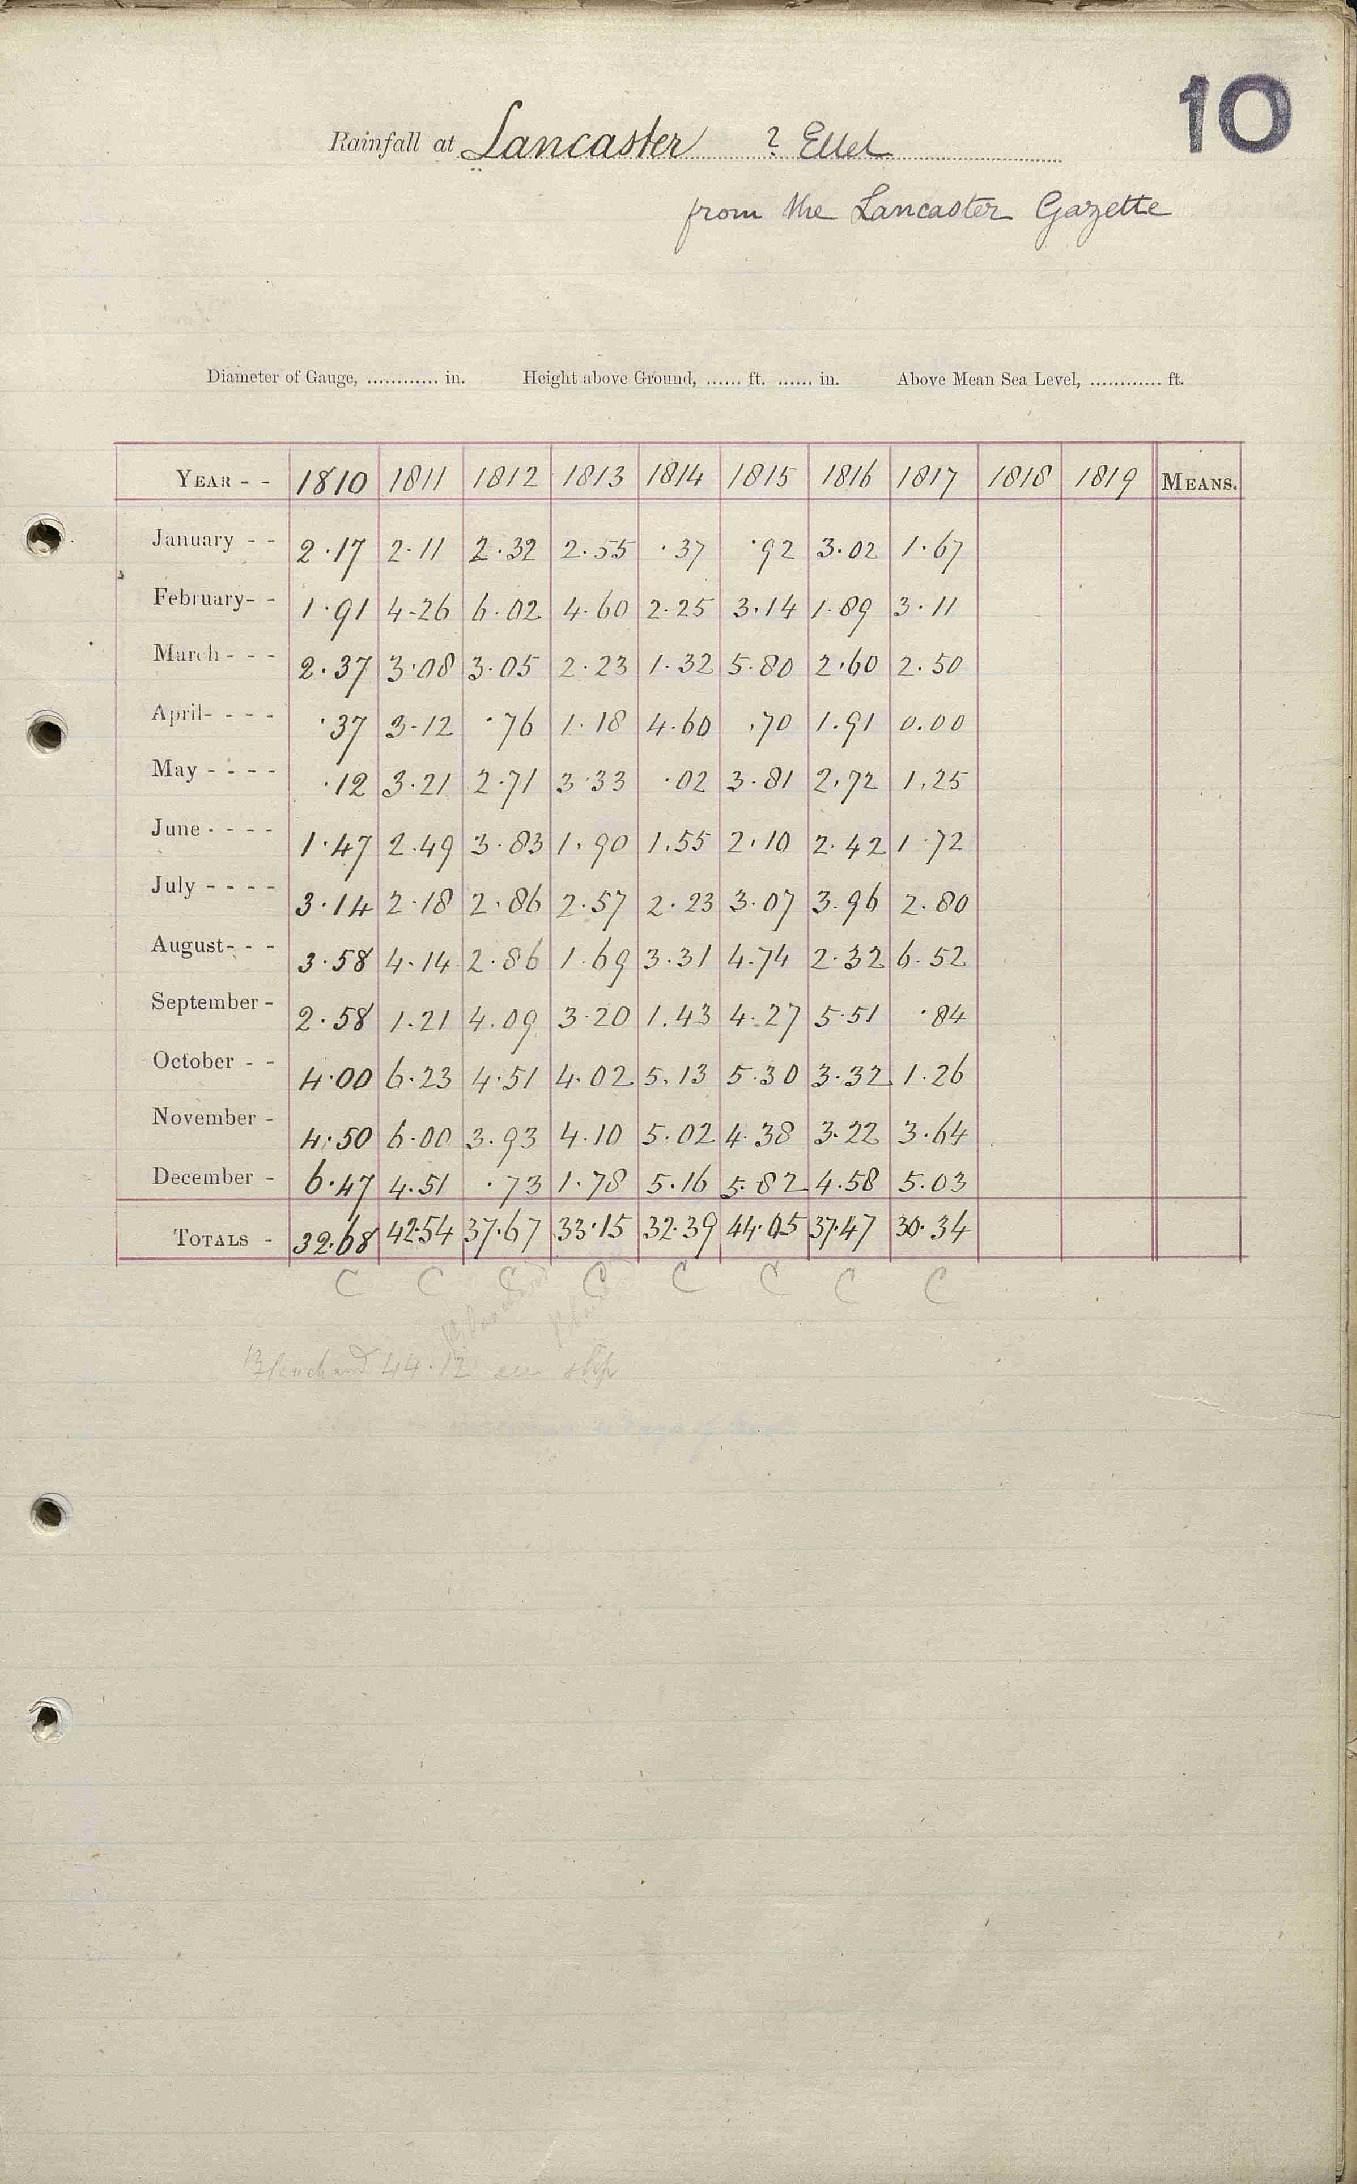 10
Rainfall at Lancaster ? Ellel
from the Lancaster Gazette
Diameter of Gauge, ............ in. Height above Ground, ...... ft. ...... in. Above Mean Sea Level, ............ ft.
YEAR - - 1810 1811 1812 1813 1814 1815 1816 1817 1818 1819 MEANS.
January - - 2.17 2.11 2.32 2.55 .37 .92 3.02 1.67
February- - 1.91 4.26 6.02 4.60 2.25 3.14 1.89 3.11
March - - - 2.37 3.08 3.05 2.23 1.32 5.80 2.60 2.50
April- - - - .37 3.12 .76 1.18 4.60 .70 1.91 0.00
May - - - - .12 3.21 2.71 3.33 .02 3.81 2.72 1.25
June - - - - 1.47 2.49 3.83 1.90 1.55 2.10 2.42 1.72
July - - - - 3.14 2.18 2.86 2.57 2.23 3.07 3.96 2.80
August- - - 3.58 4.14 2.86 1.69 3.31 4.74 2.32 6.52
September - 2.58 1.21 4.09 3.20 1.43 4.27 5.51 .84
October - - 4.00 6.23 4.51 4.02 5.13 5.30 3.32 1.26
November - 4.50 6.00 3.93 4.10 5.02 4.38 3.22 3.64
December - 6.47 4.51 .73 1.78 5.16 5.82 4.58 5.03
TOTALS - 32.68 42.54 37.67 33.15 32.39 44.05 37.47 30.34
C C C C C C C C
Blanchard 44.12 see slip